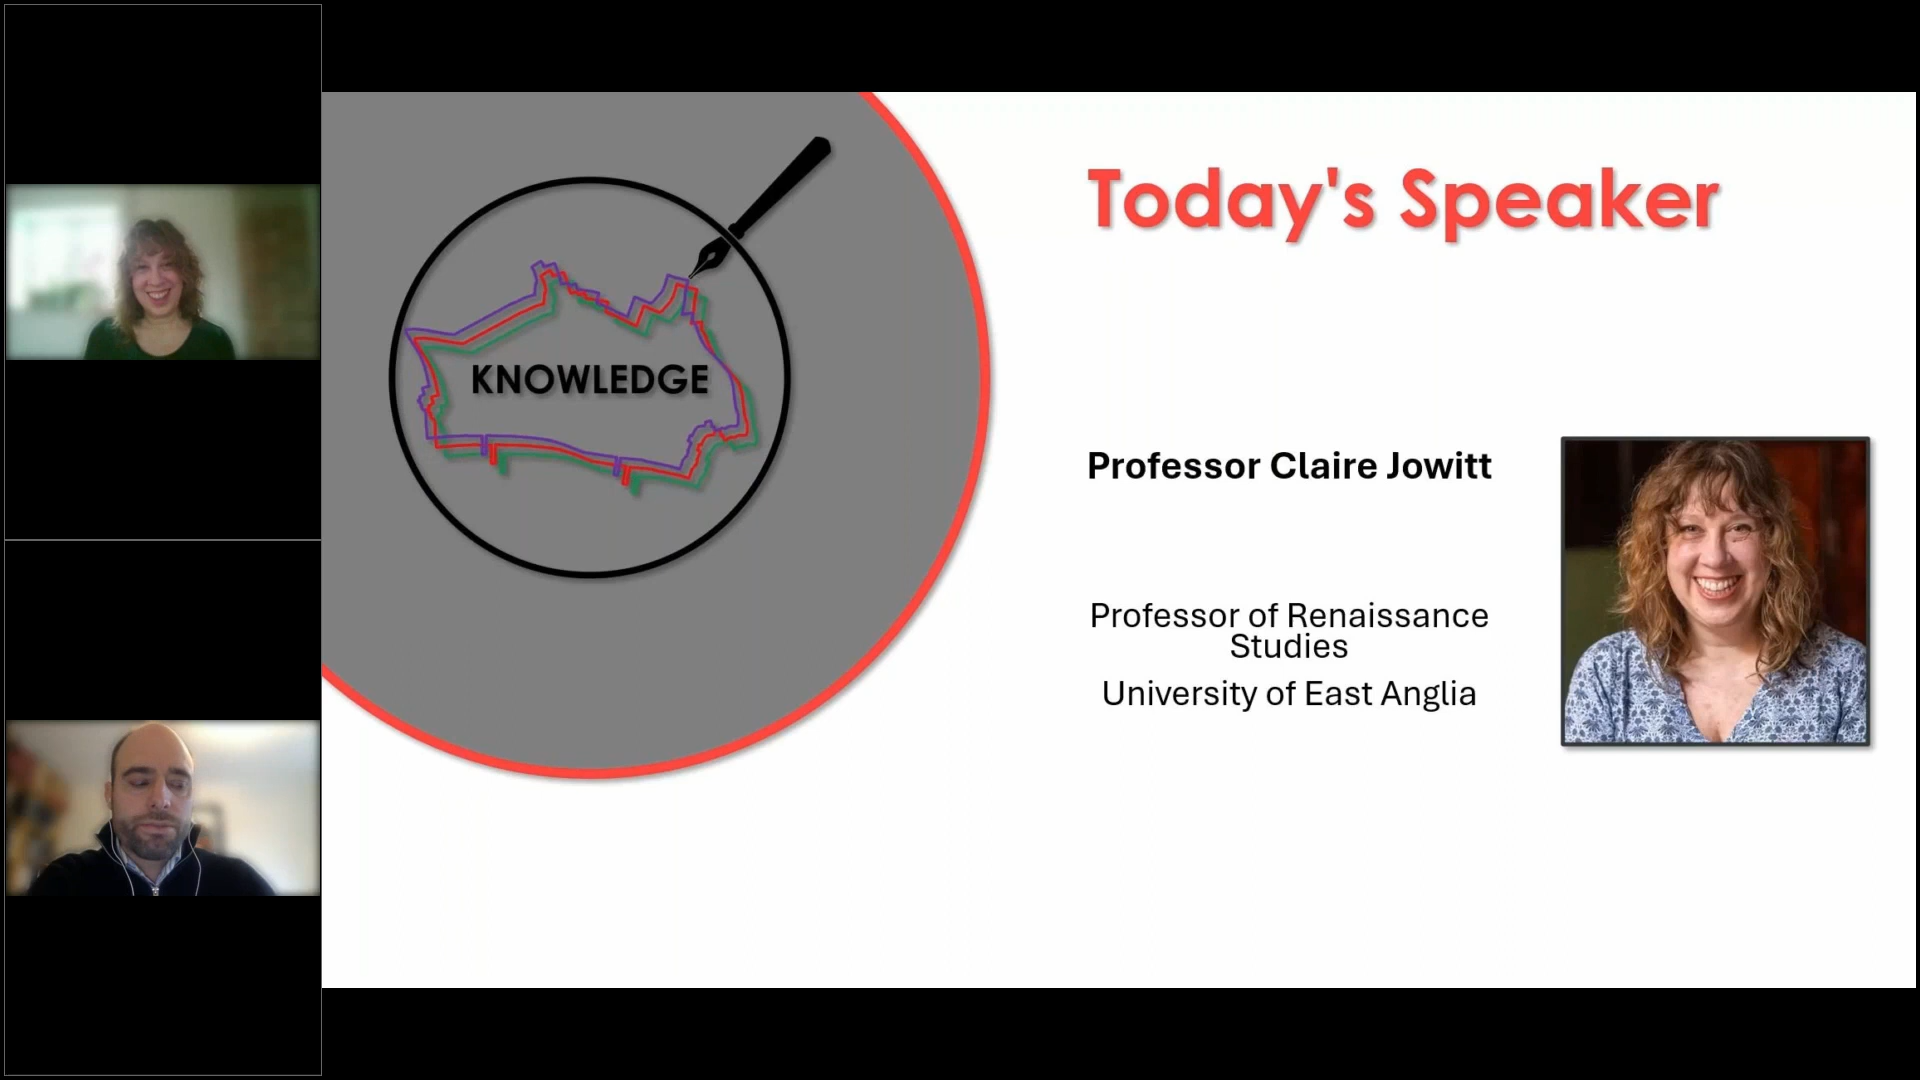 KNOWLEDGE
Today's Speaker
Professor Claire Jowitt
Professor of Renaissance
Studies
University of East Anglia